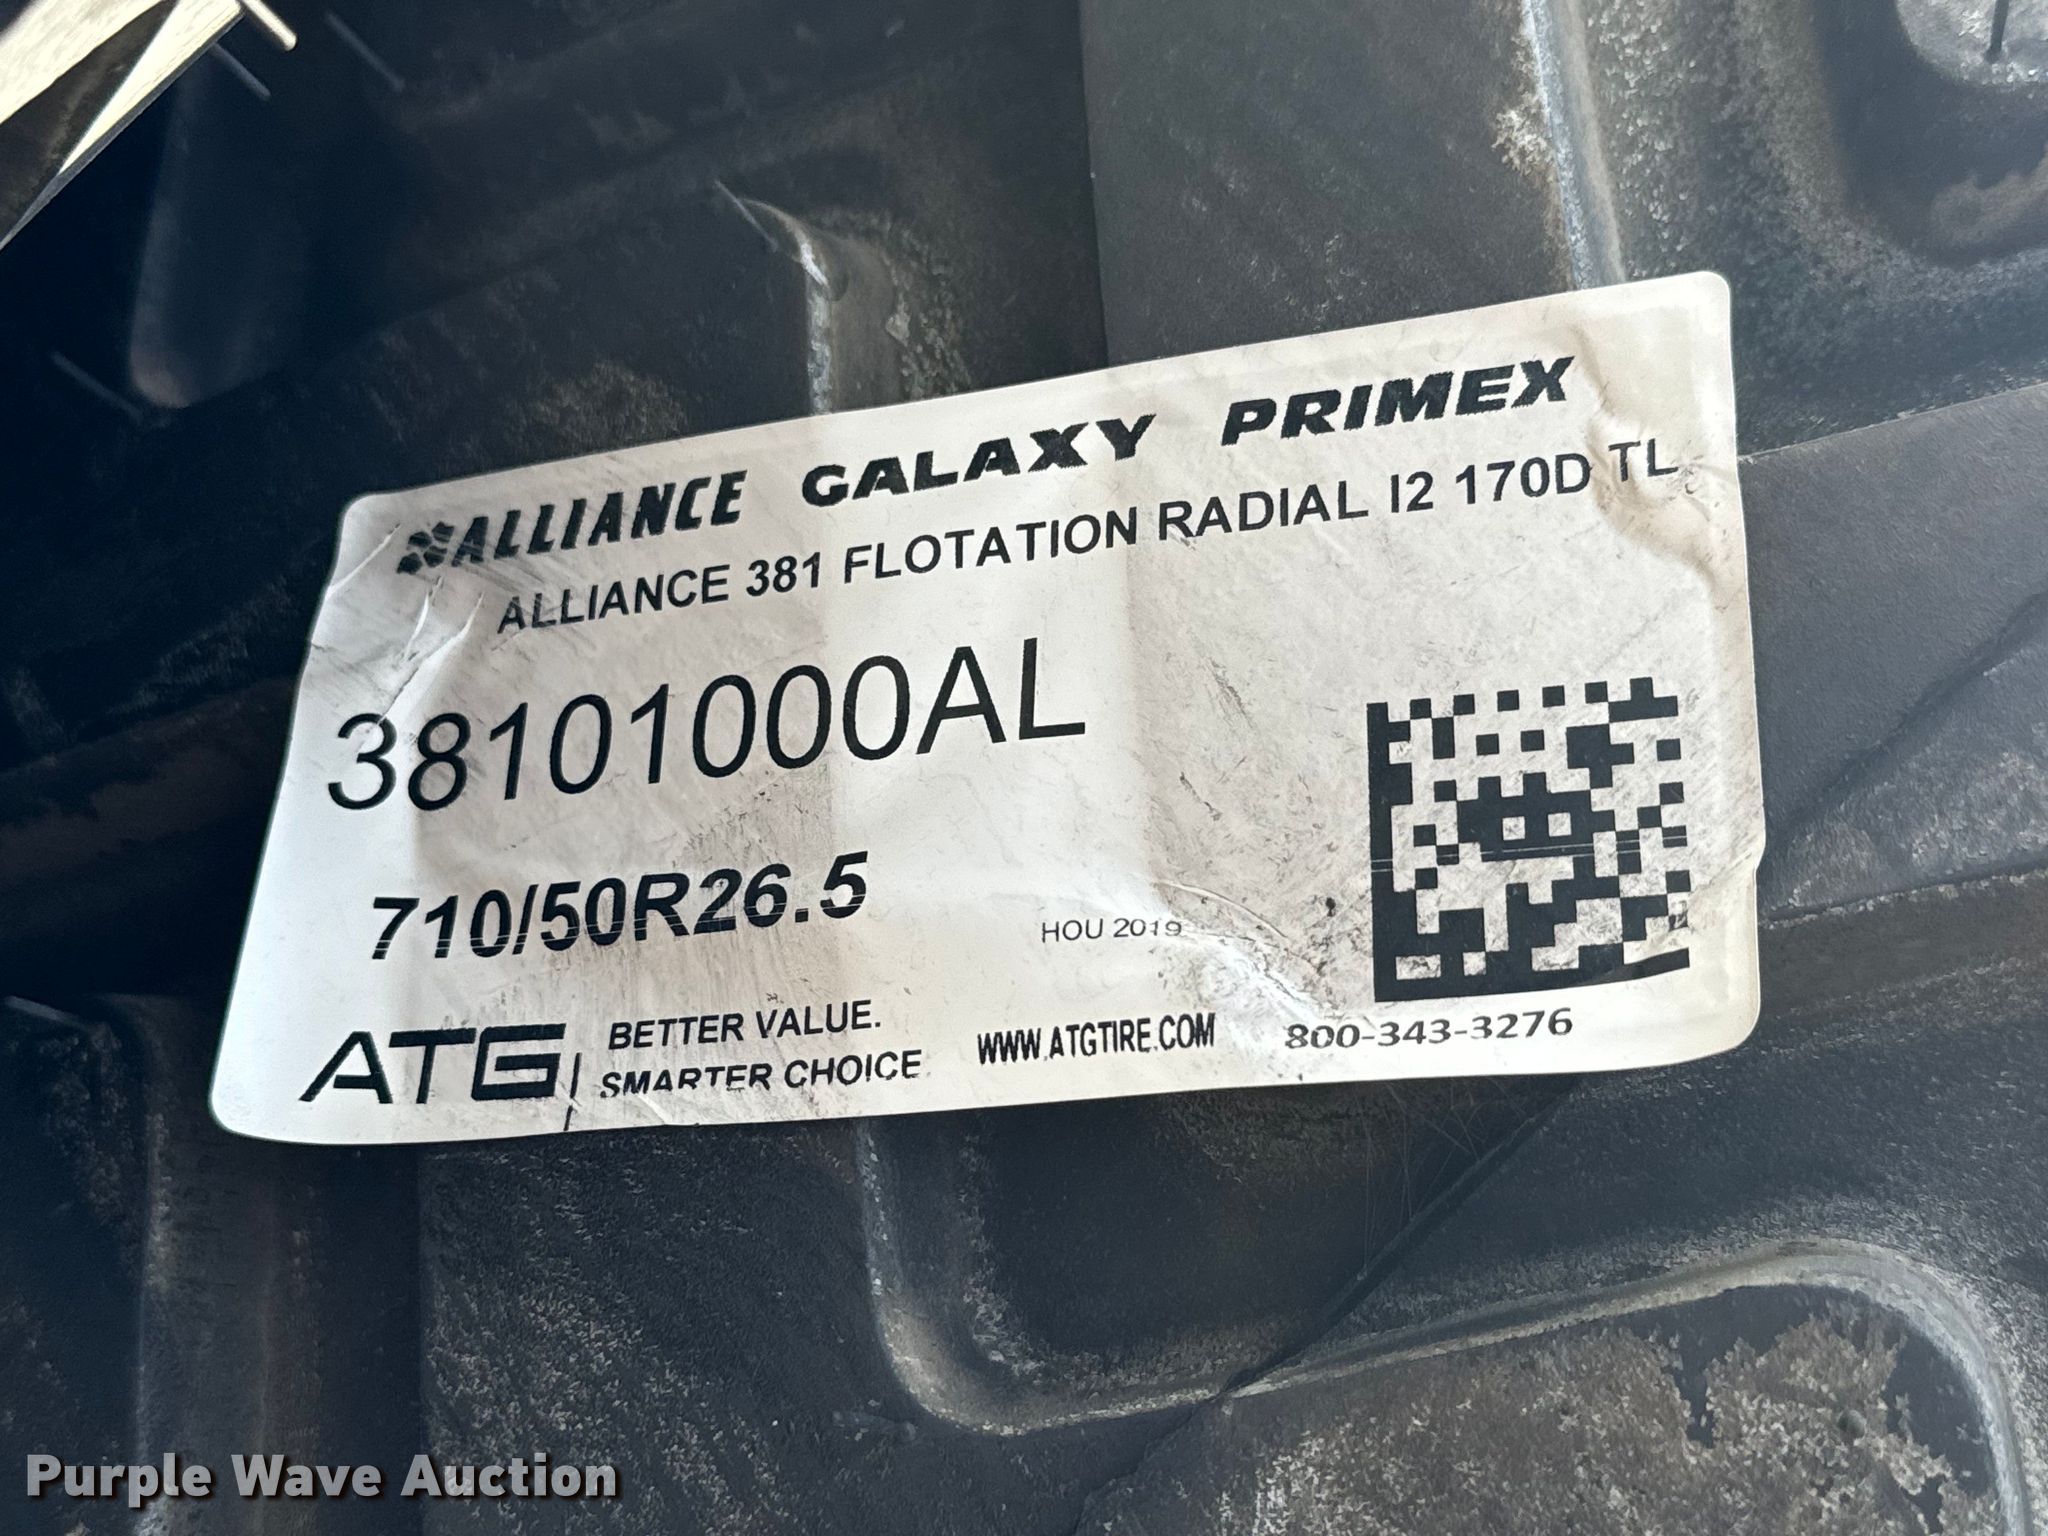 ALLIANCE GALAXY PRIMEX
ALLIANCE 381 FLOTATION RADIAL I2 170D TL
38101000AL
710/50R26.5
HOU 2019
ATG BETTER VALUE.
SMARTER CHOICE
WWW.ATGTIRE.COM
800-343-3276
Purple Wave Auction